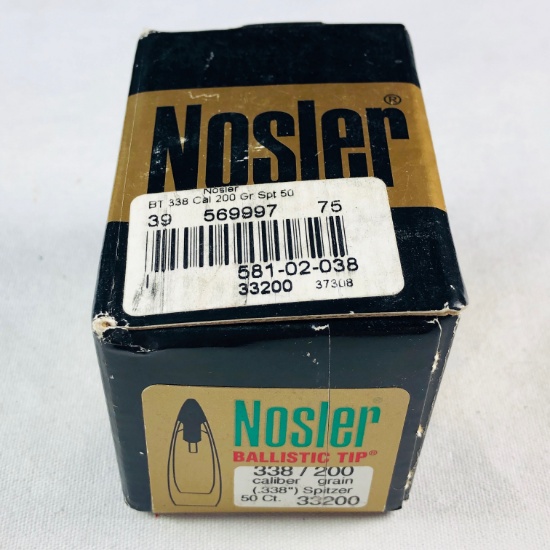 Nosler®
Nosler
BT 338 Cal 200 Gr Spt 50
39 569997 75
581-02-038
33200 37308
Nosler
BALLISTIC TIP®
338 / 200
caliber grain
(.338") Spitzer
50 Ct. 33200